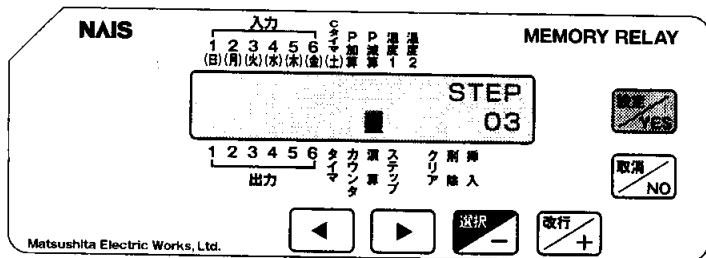 NAiS
MEMORY RELAY
入力
1 2 3 4 5 6
(日) (月) (火) (水) (木) (金) (土)
Cタイマ
P加算
P減算
温度1
温度2
STEP
03
1 2 3 4 5 6
出力
タイマ
カウンタ
演算
ステップ
クリア
削除
挿入
設定/YES
取消/NO
◀
▶
選択/−
改行/+
Matsushita Electric Works, Ltd.